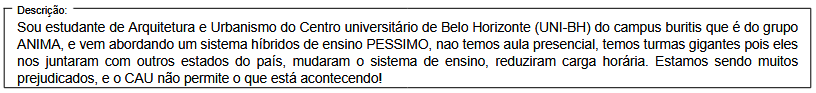 Descrição:
Sou estudante de Arquitetura e Urbanismo do Centro universitário de Belo Horizonte (UNI-BH) do campus buritis que é do grupo
ANIMA, e vem abordando um sistema híbridos de ensino PESSIMO, nao temos aula presencial, temos turmas gigantes pois eles
nos juntaram com outros estados do país, mudaram o sistema de ensino, reduziram carga horária. Estamos sendo muitos
prejudicados, e o CAU não permite o que está acontecendo!